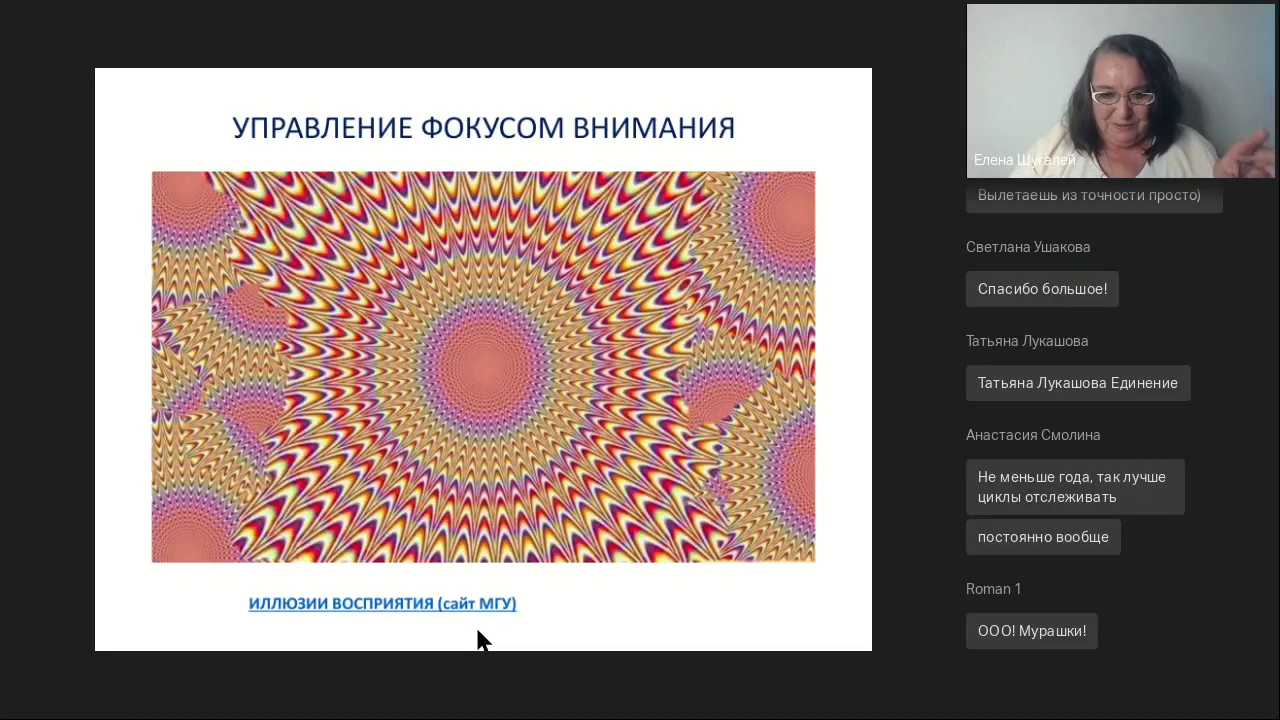 УПРАВЛЕНИЕ ФОКУСОМ ВНИМАНИЯ
ИЛЛЮЗИИ ВОСПРИЯТИЯ (сайт МГУ)
Елена Шугалей
Вылетаешь из точности просто)
Светлана Ушакова
Спасибо большое!
Татьяна Лукашова
Татьяна Лукашова Единение
Анастасия Смолина
Не меньше года, так лучше
циклы отслеживать
постоянно вообще
Roman 1
ООО! Мурашки!